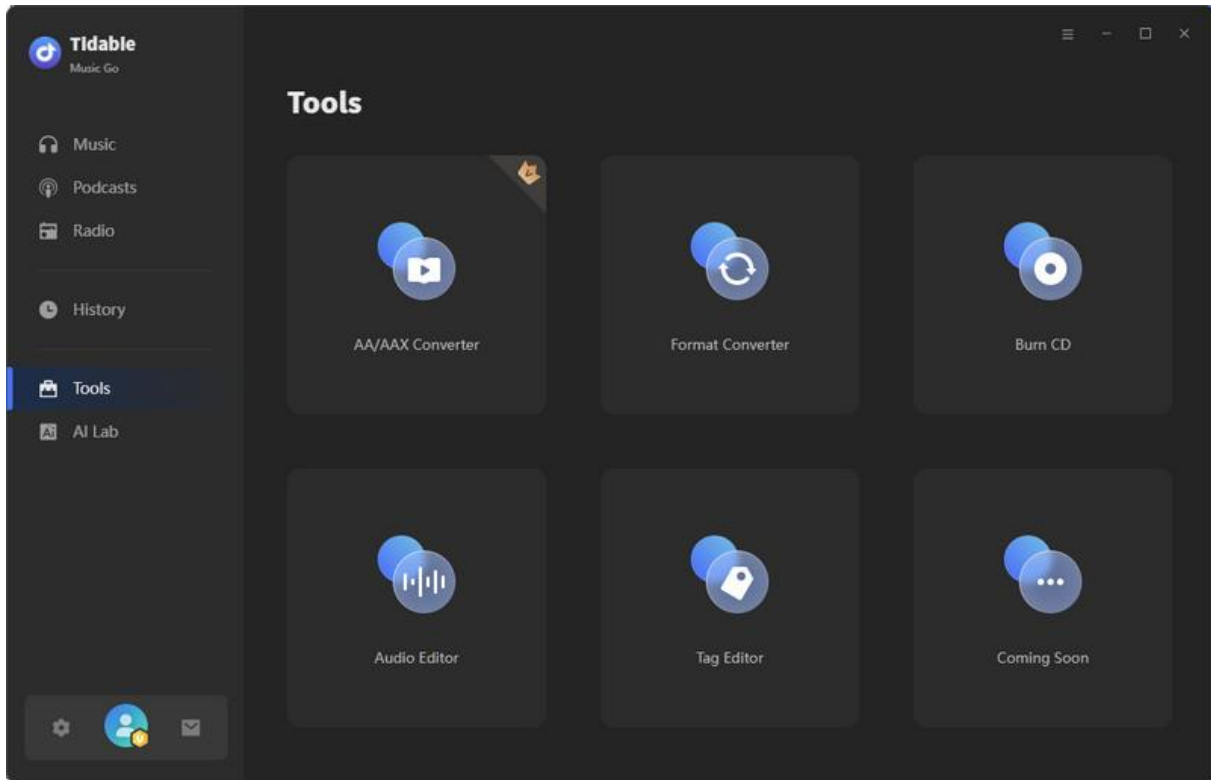 Tidable
Music Go
Music
Podcasts
Radio
History
Tools
AI Lab
Tools
AA/AAX Converter
Format Converter
Burn CD
Audio Editor
Tag Editor
Coming Soon